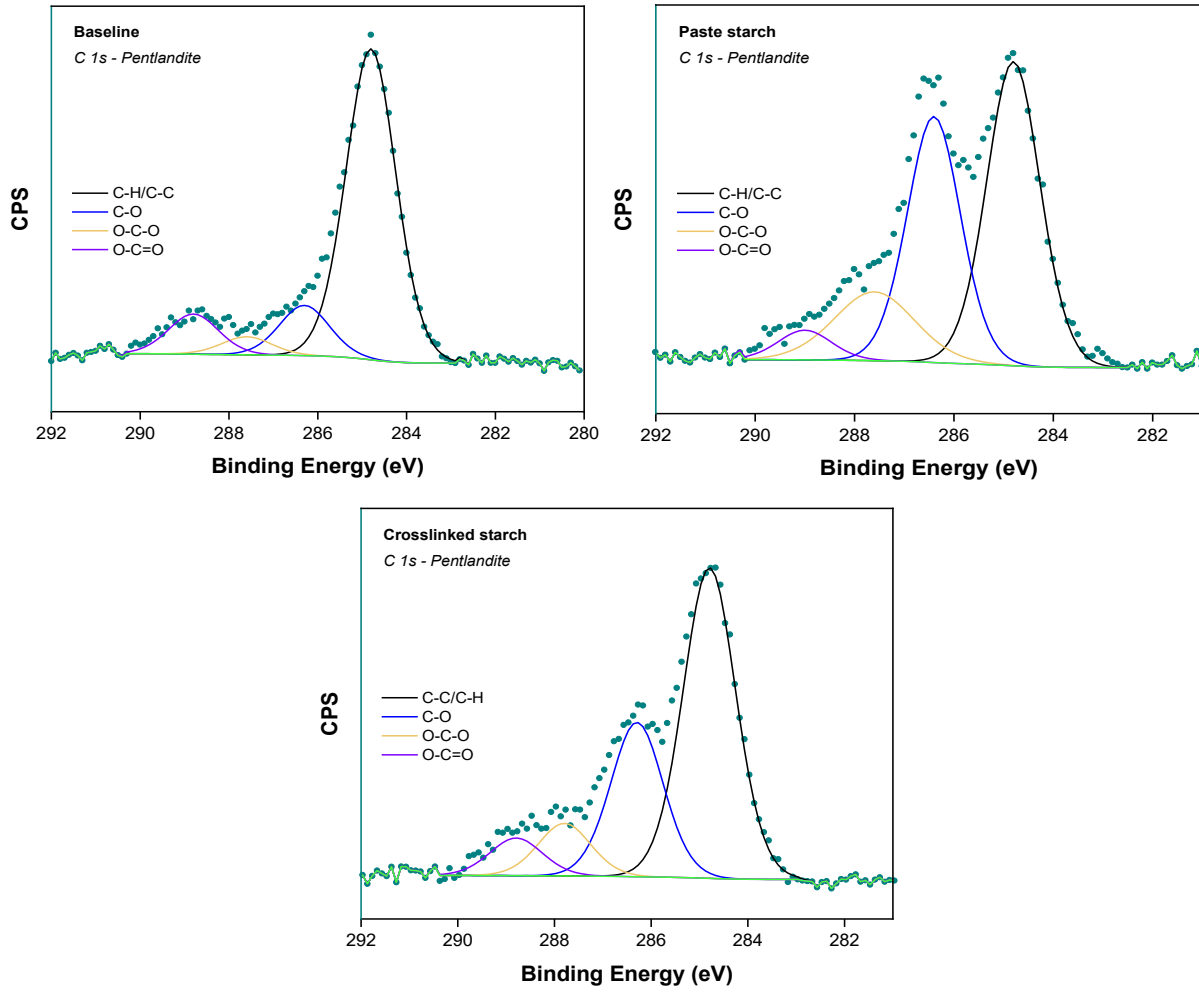 Baseline
C 1s - Pentlandite
CPS
C-H/C-C
C-O
O-C-O
O-C=O
292 290 288 286 284 282 280
Binding Energy (eV)
Paste starch
C 1s - Pentlandite
CPS
C-H/C-C
C-O
O-C-O
O-C=O
292 290 288 286 284 282
Binding Energy (eV)
Crosslinked starch
C 1s - Pentlandite
CPS
C-C/C-H
C-O
O-C-O
O-C=O
292 290 288 286 284 282
Binding Energy (eV)